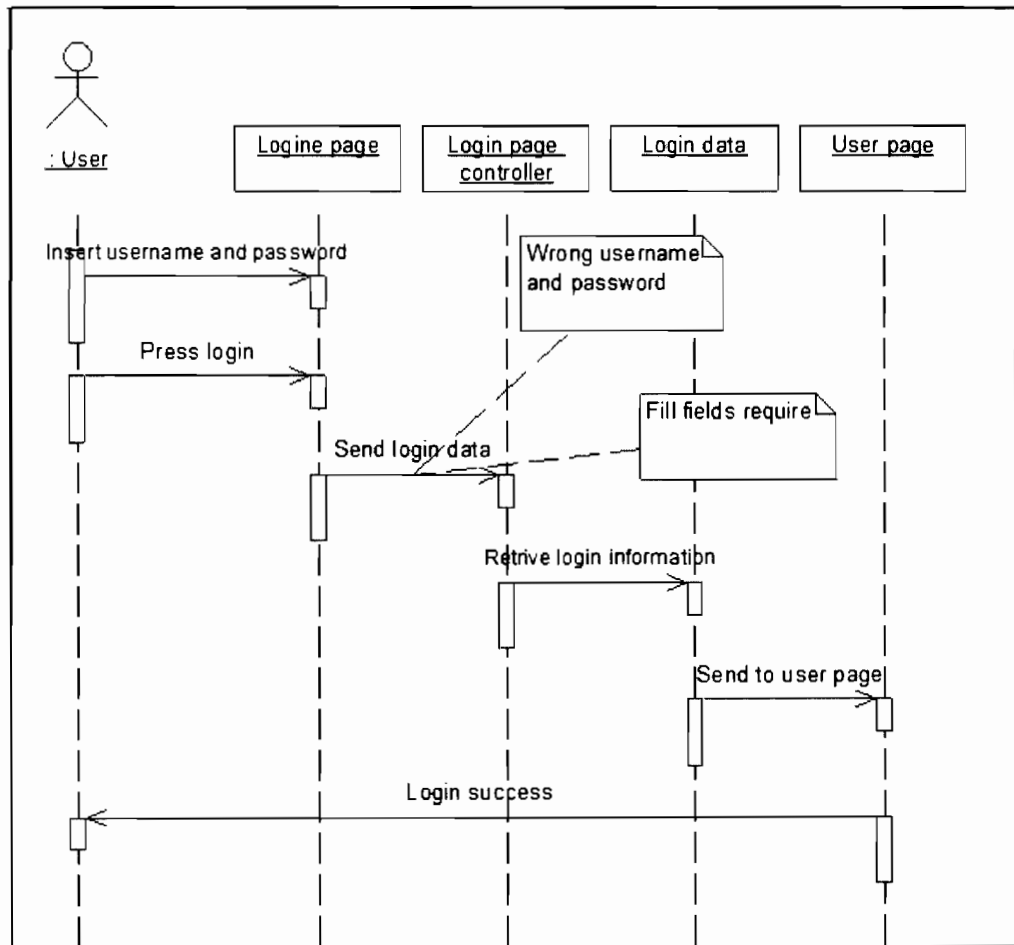 : User
Logine page
Login page
controller
Login data
User page
Insert username and password
Wrong username
and password
Press login
Fill fields require
Send login data
Retrive login information
Send to user page
Login success